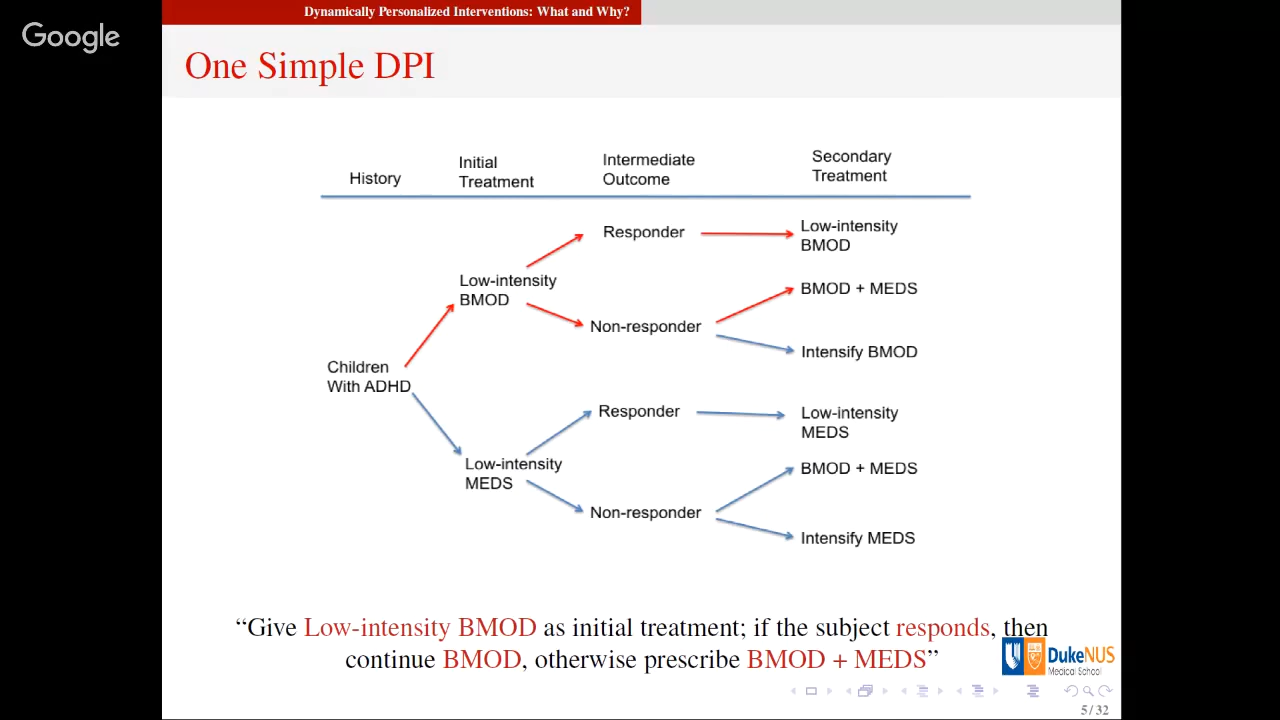 Dynamically Personalized Interventions: What and Why?
Google
One Simple DPI
History
Initial
Treatment
Intermediate
Outcome
Secondary
Treatment
Responder
Low-intensity
BMOD
Low-intensity
BMOD
BMOD + MEDS
Non-responder
Intensify BMOD
Children
With ADHD
Responder
Low-intensity
MEDS
Low-intensity
MEDS
BMOD + MEDS
Non-responder
Intensify MEDS
“Give Low-intensity BMOD as initial treatment; if the subject responds, then
continue BMOD, otherwise prescribe BMOD + MEDS”
DukeNUS
Medical School
5 / 32